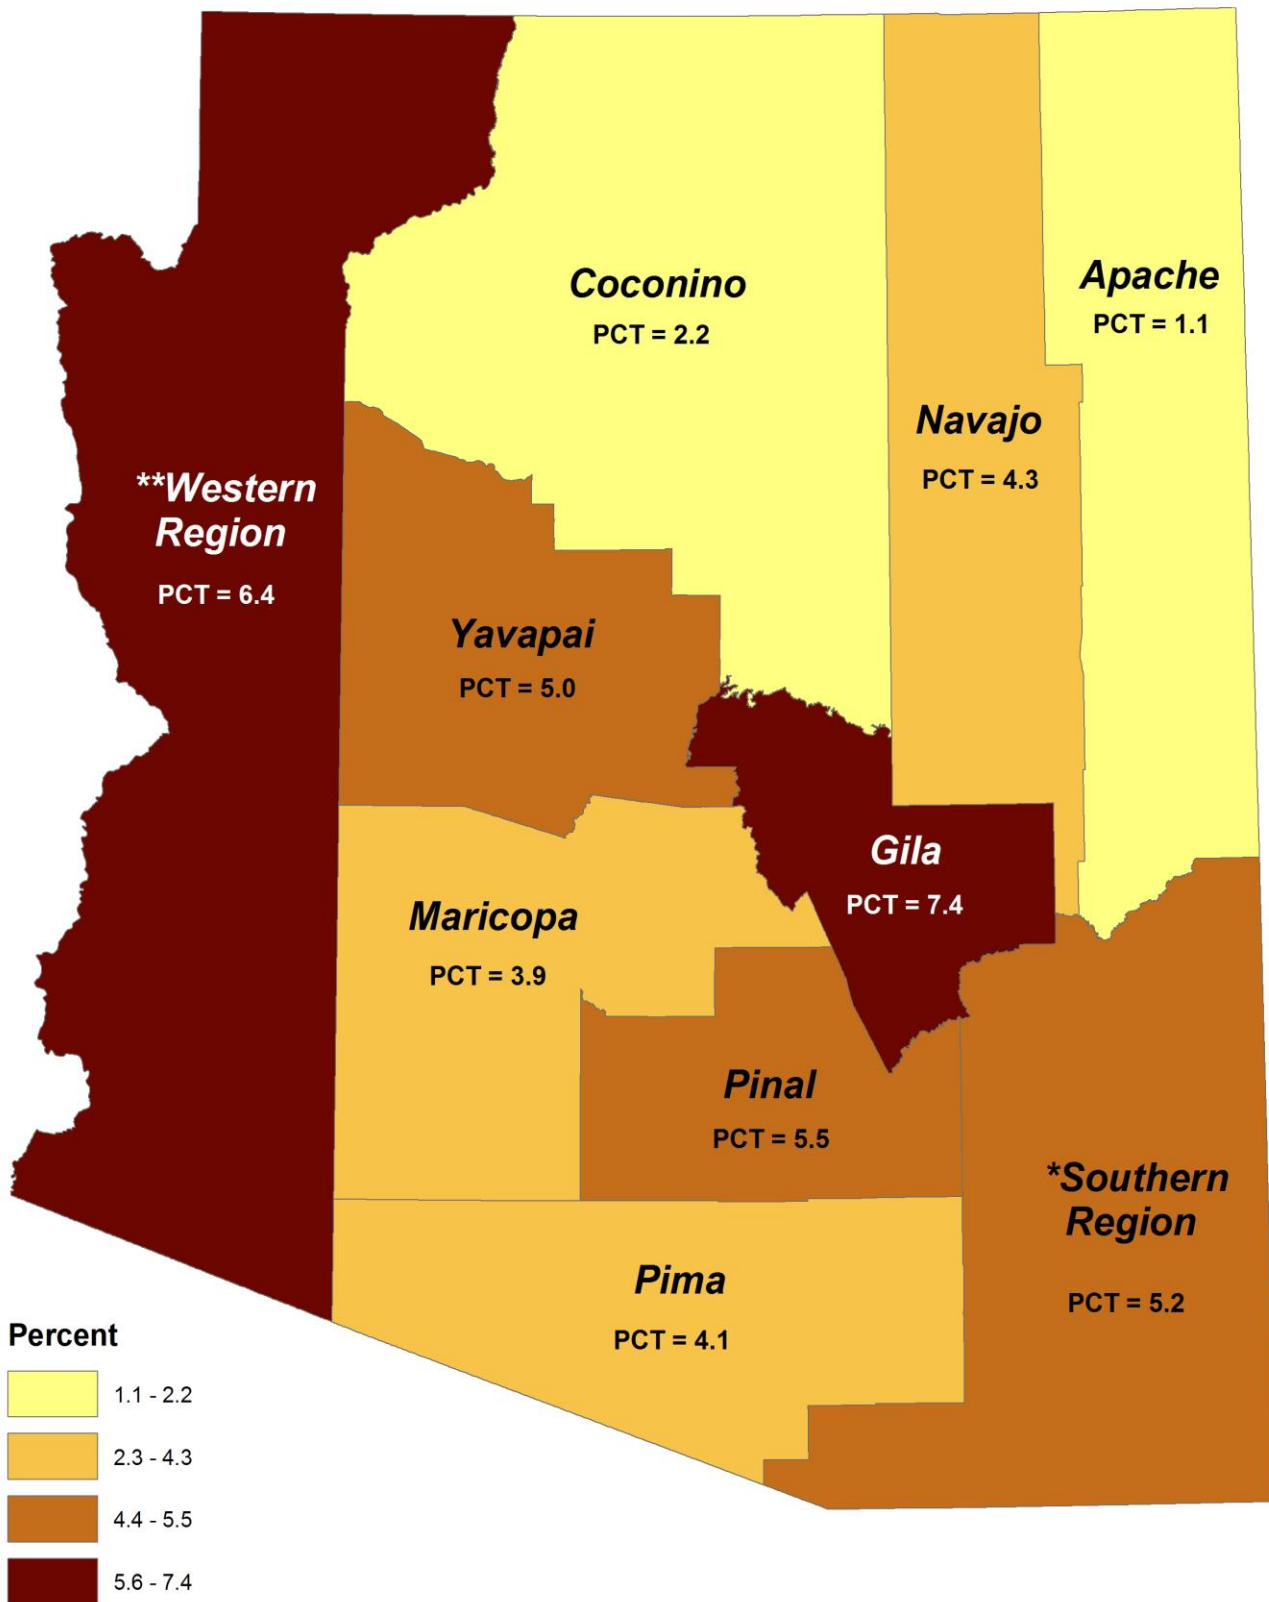 Coconino
PCT = 2.2
Apache
PCT = 1.1
Navajo
PCT = 4.3
**Western
Region
PCT = 6.4
Yavapai
PCT = 5.0
Gila
PCT = 7.4
Maricopa
PCT = 3.9
Pinal
PCT = 5.5
*Southern
Region
PCT = 5.2
Pima
PCT = 4.1
Percent
1.1 - 2.2
2.3 - 4.3
4.4 - 5.5
5.6 - 7.4